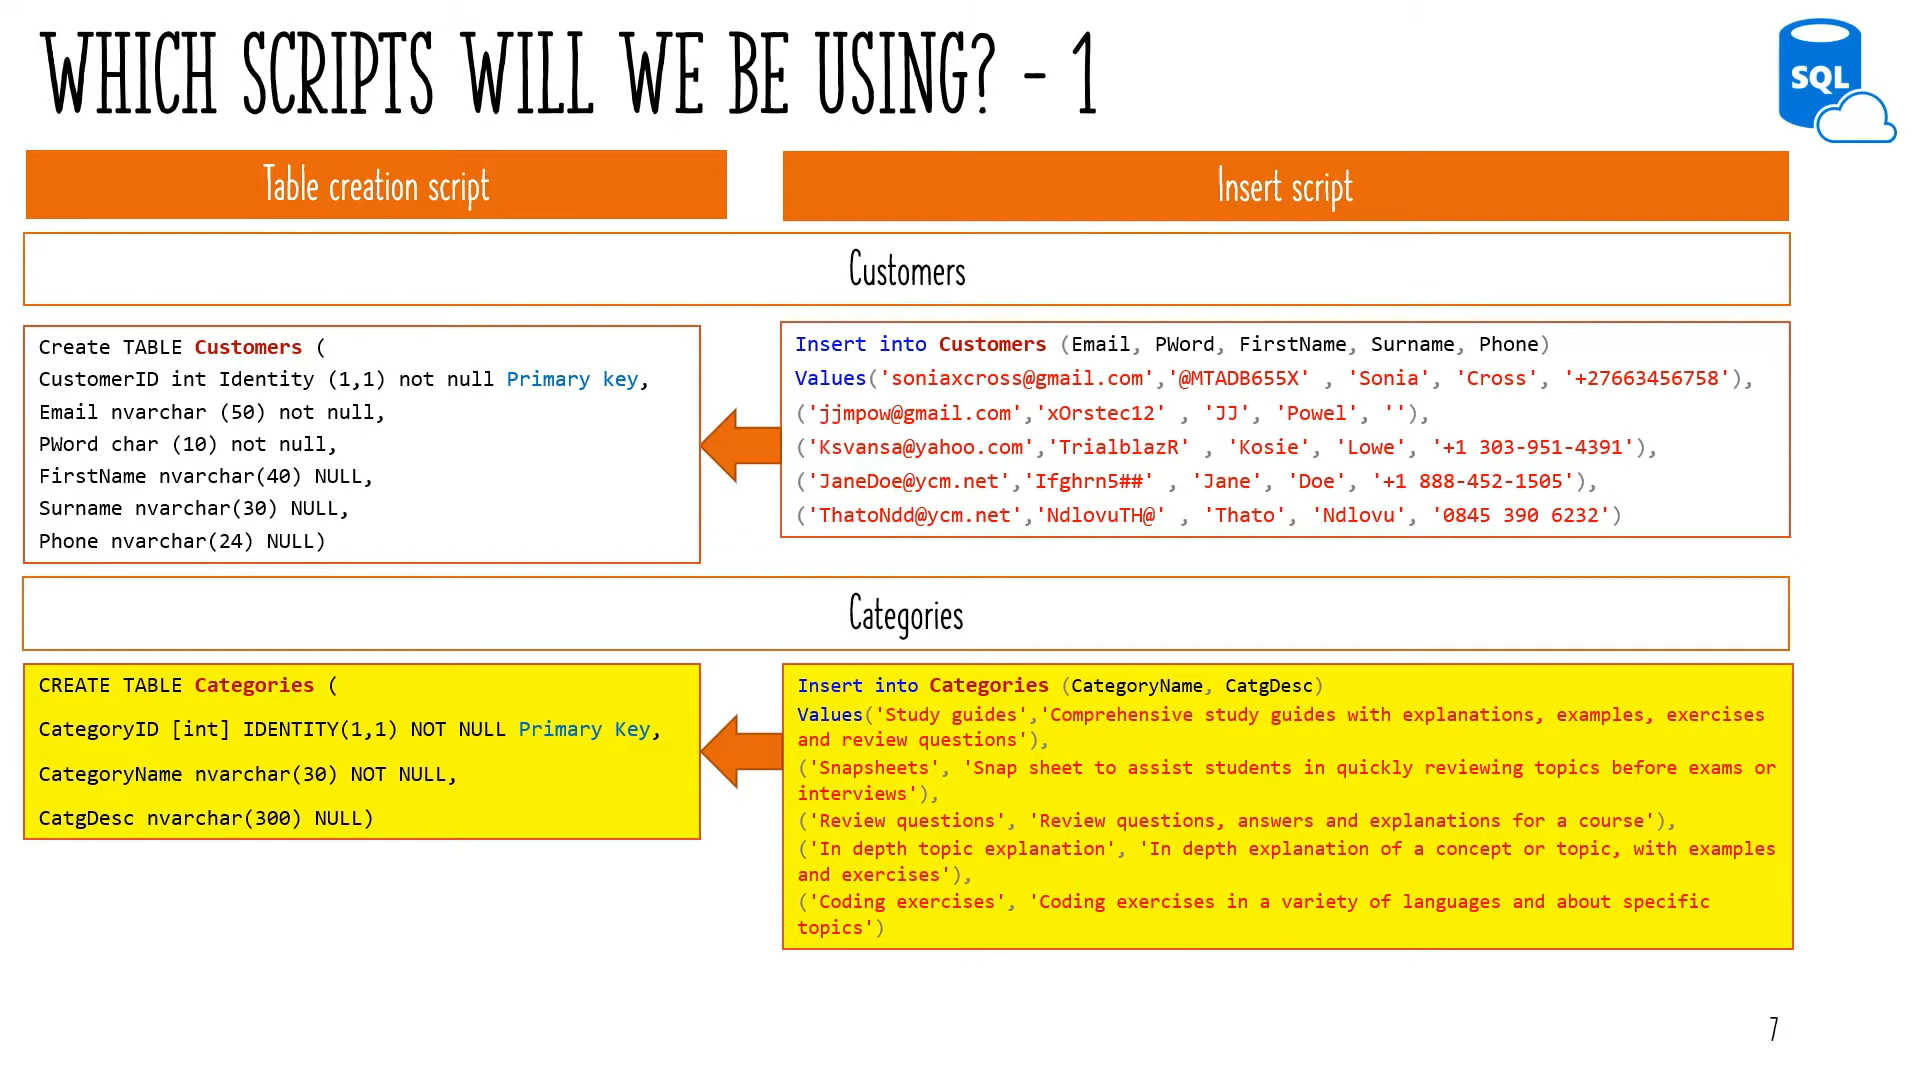 WHICH SCRIPTS WILL WE BE USING? - 1
SQL
Table creation script
Insert script
Customers
Create TABLE Customers (
CustomerID int Identity (1,1) not null Primary key,
Email nvarchar (50) not null,
PWord char (10) not null,
FirstName nvarchar(40) NULL,
Surname nvarchar(30) NULL,
Phone nvarchar(24) NULL)
Insert into Customers (Email, PWord, FirstName, Surname, Phone)
Values('soniaxcross@gmail.com','@MTADB655X' , 'Sonia', 'Cross', '+27663456758'),
('jjmpow@gmail.com','xOrstec12' , 'JJ', 'Powel', ''),
('Ksvansa@yahoo.com','TrialblazR' , 'Kosie', 'Lowe', '+1 303-951-4391'),
('JaneDoe@ycm.net','Ifghrn5##' , 'Jane', 'Doe', '+1 888-452-1505'),
('ThatoNdd@ycm.net','NdlovuTH@' , 'Thato', 'Ndlovu', '0845 390 6232')
Categories
CREATE TABLE Categories (
CategoryID [int] IDENTITY(1,1) NOT NULL Primary Key,
CategoryName nvarchar(30) NOT NULL,
CatgDesc nvarchar(300) NULL)
Insert into Categories (CategoryName, CatgDesc)
Values('Study guides','Comprehensive study guides with explanations, examples, exercises
and review questions'),
('Snapsheets', 'Snap sheet to assist students in quickly reviewing topics before exams or
interviews'),
('Review questions', 'Review questions, answers and explanations for a course'),
('In depth topic explanation', 'In depth explanation of a concept or topic, with examples
and exercises'),
('Coding exercises', 'Coding exercises in a variety of languages and about specific
topics')
7